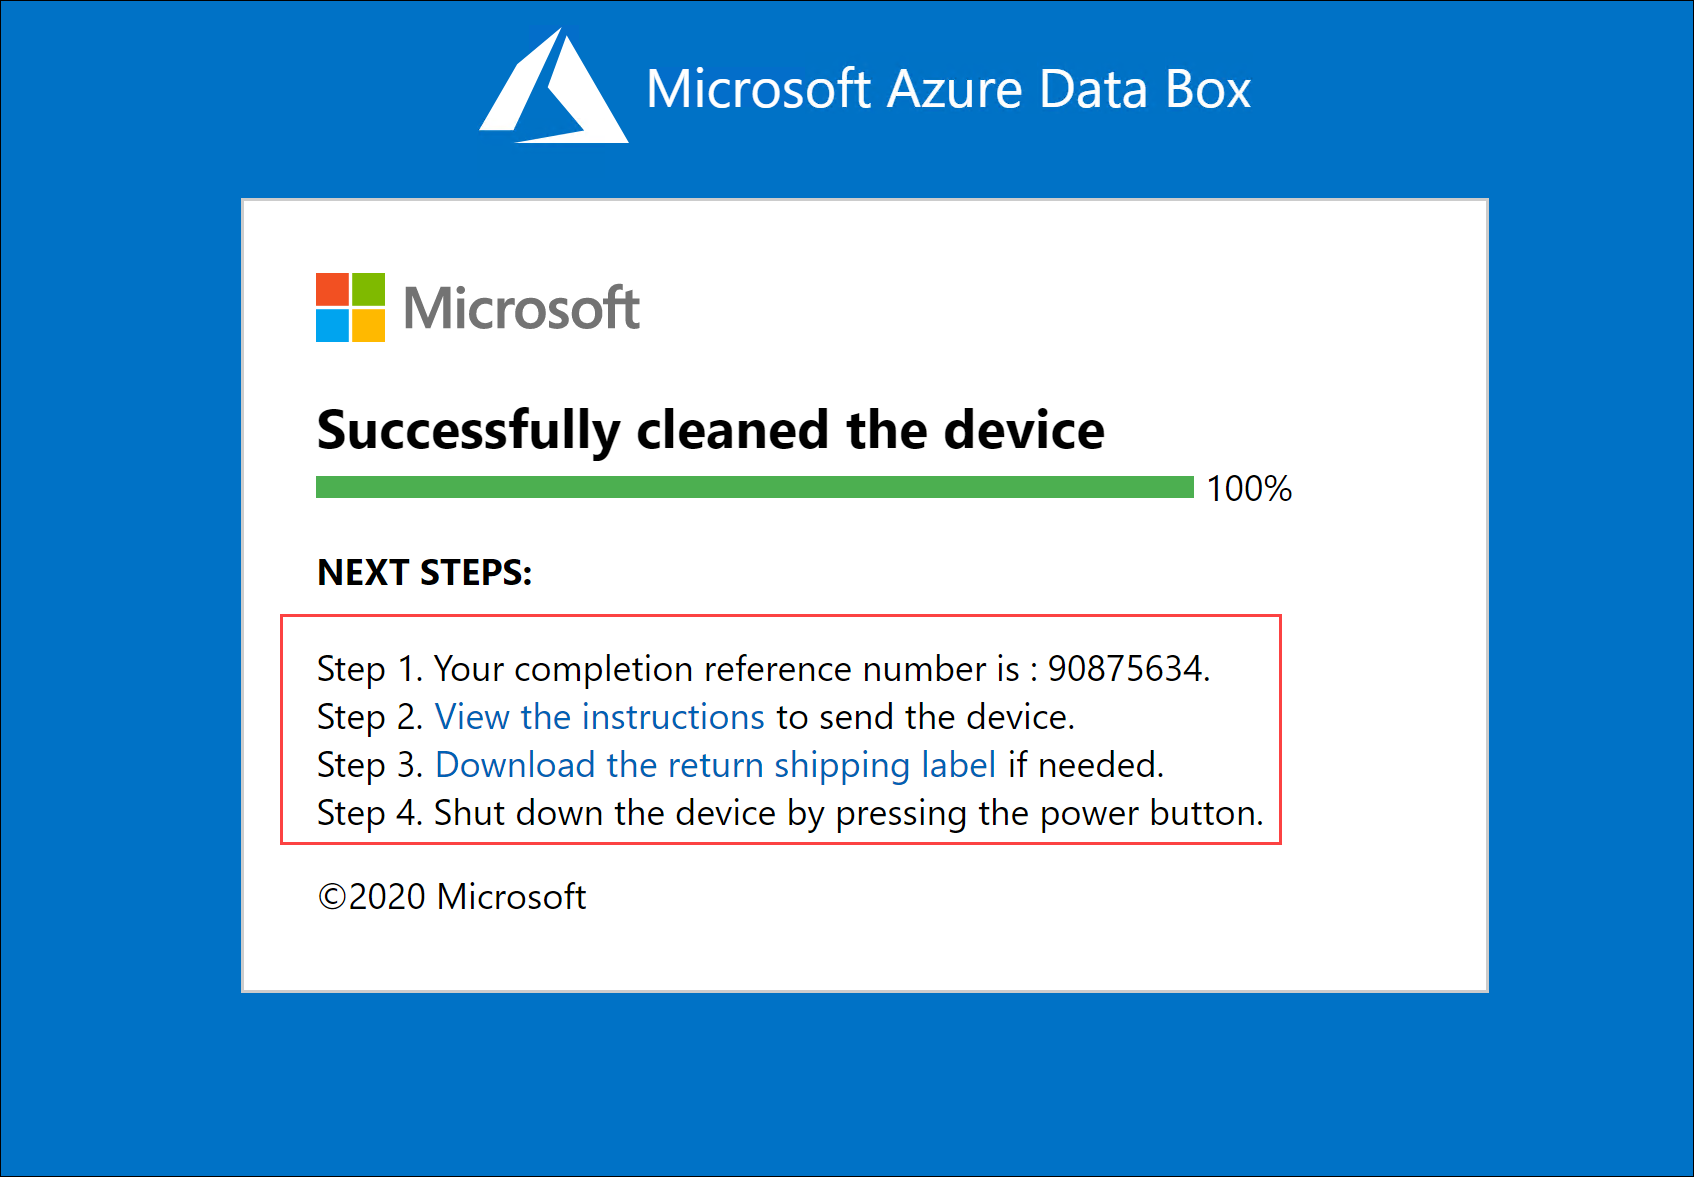 Microsoft Azure Data Box
Microsoft
Successfully cleaned the device
100%
NEXT STEPS:
Step 1. Your completion reference number is : 90875634.
Step 2. View the instructions to send the device.
Step 3. Download the return shipping label if needed.
Step 4. Shut down the device by pressing the power button.
©2020 Microsoft